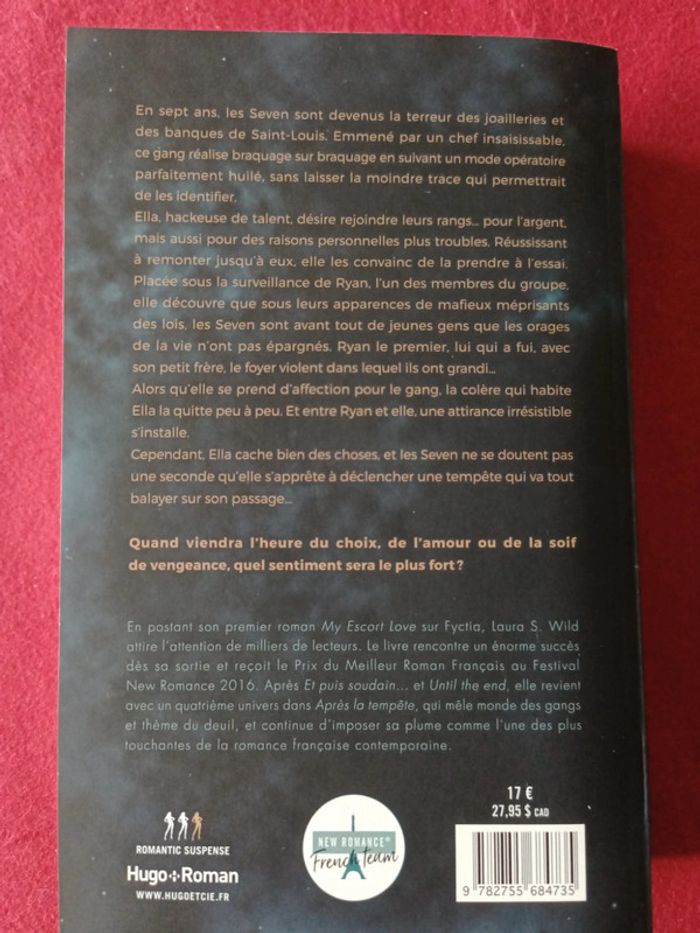 En sept ans, les Seven sont devenus la terreur des joailleries et
des banques de Saint-Louis. Emmené par un chef insaisissable,
ce gang réalise braquage sur braquage en suivant un mode opératoire
parfaitement huilé, sans laisser la moindre trace qui permettrait
de les identifier.
Ella, hackeuse de talent, désire rejoindre leurs rangs... pour l'argent,
mais aussi pour des raisons personnelles plus troubles. Réussissant
à remonter jusqu'à eux, elle les convainc de la prendre à l'essai.
Placée sous la surveillance de Ryan, l'un des membres du groupe,
elle découvre que sous leurs apparences de mafieux méprisants
des lois, les Seven sont avant tout de jeunes gens que les orages
de la vie n'ont pas épargnés. Ryan le premier, lui qui a fui, avec
son petit frère, le foyer violent dans lequel ils ont grandi...
Alors qu'elle se prend d'affection pour le gang, la colère qui habite
Ella la quitte peu à peu. Et entre Ryan et elle, une attirance irrésistible
s'installe.
Cependant, Ella cache bien des choses, et les Seven ne se doutent pas
une seconde qu'elle s'apprête à déclencher une tempête qui va tout
balayer sur son passage...
Quand viendra l'heure du choix, de l'amour ou de la soif
de vengeance, quel sentiment sera le plus fort ?
En postant son premier roman My Escort Love sur Fyctia, Laura S. Wild
attire l'attention de milliers de lecteurs. Le livre rencontre un énorme succès
dès sa sortie et reçoit le Prix du Meilleur Roman Français au Festival
New Romance 2016. Après Et puis soudain... et Until the end, elle revient
avec un quatrième univers dans Après la tempête, qui mêle monde des gangs
et thème du deuil, et continue d'imposer sa plume comme l'une des plus
touchantes de la romance française contemporaine.
ROMANTIC SUSPENSE
Hugo+Roman
WWW.HUGOETCIE.FR
NEW ROMANCE®
French team
17 €
27,95 $ CAD
9 782755 684735